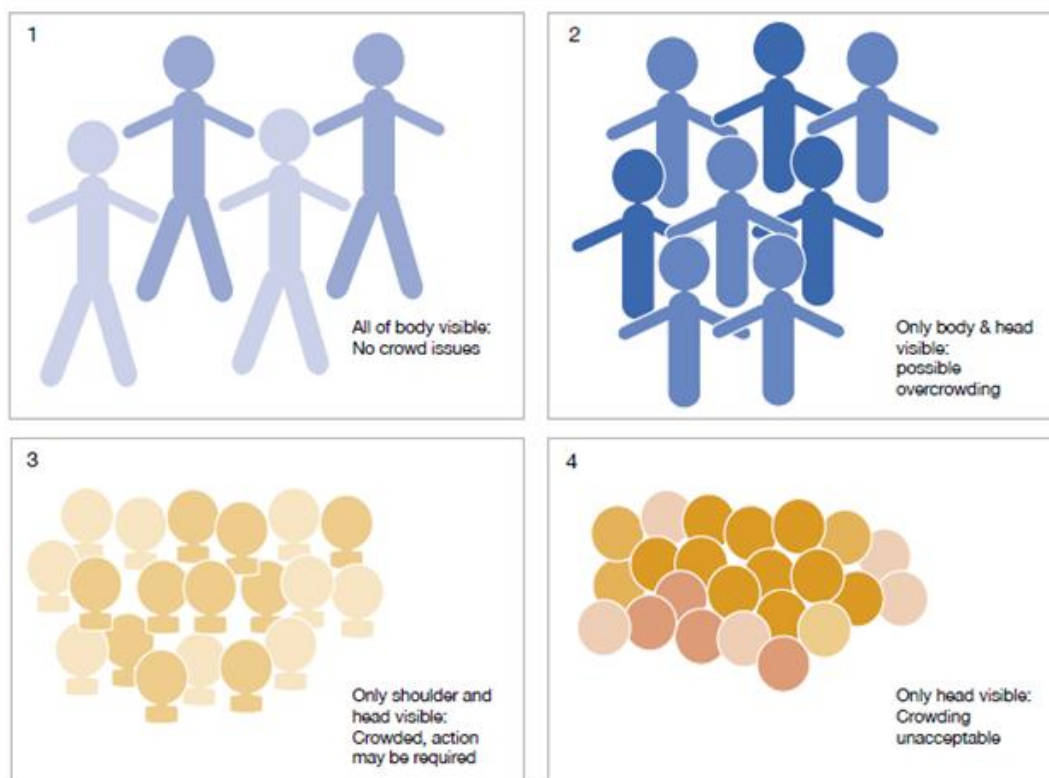 1
All of body visible:
No crowd issues
2
Only body & head
visible:
possible
overcrowding
3
Only shoulder and
head visible:
Crowded, action
may be required
4
Only head visible:
Crowding
unacceptable